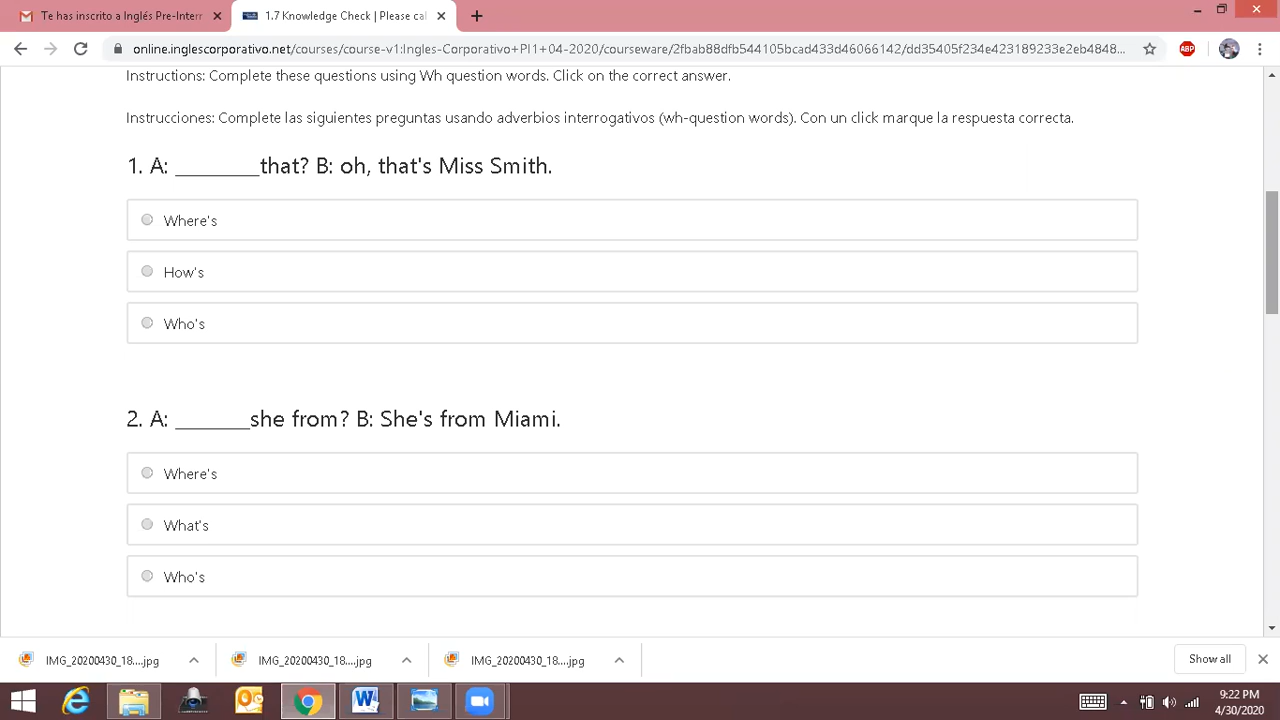 Te has inscrito a Inglés Pre-Interr
1.7 Knowledge Check | Please cal
online.inglescorporativo.net/courses/course-v1:Ingles-Corporativo+PI1+04-2020/courseware/2fbab88dfb544105bcad433d46066142/dd35405f234e423189233e2eb4848...
ABP
Instructions: Complete these questions using Wh question words. Click on the correct answer.
Instrucciones: Complete las siguientes preguntas usando adverbios interrogativos (wh-question words). Con un click marque la respuesta correcta.
1. A: _________that? B: oh, that's Miss Smith.
Where's
How's
Who's
2. A: ________she from? B: She's from Miami.
Where's
What's
Who's
IMG_20200430_18....jpg
IMG_20200430_18....jpg
IMG_20200430_18....jpg
Show all
9:22 PM
4/30/2020